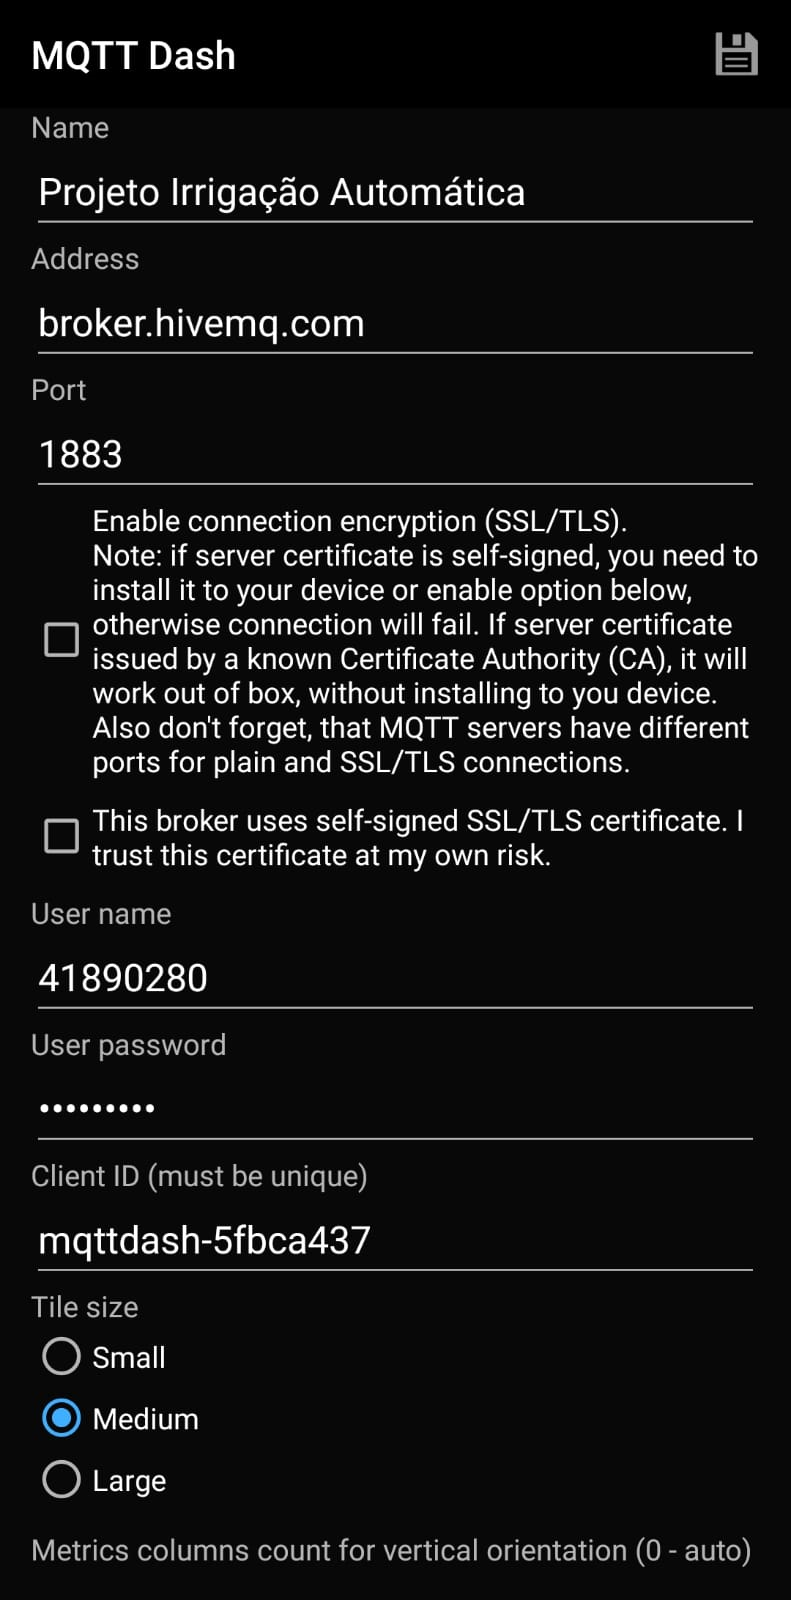 MQTT Dash
Name
Projeto Irrigação Automática
Address
broker.hivemq.com
Port
1883
Enable connection encryption (SSL/TLS).
Note: if server certificate is self-signed, you need to
install it to your device or enable option below,
otherwise connection will fail. If server certificate
issued by a known Certificate Authority (CA), it will
work out of box, without installing to you device.
Also don't forget, that MQTT servers have different
ports for plain and SSL/TLS connections.
This broker uses self-signed SSL/TLS certificate. I
trust this certificate at my own risk.
User name
41890280
User password
•••••••••
Client ID (must be unique)
mqttdash-5fbca437
Tile size
Small
Medium
Large
Metrics columns count for vertical orientation (0 - auto)